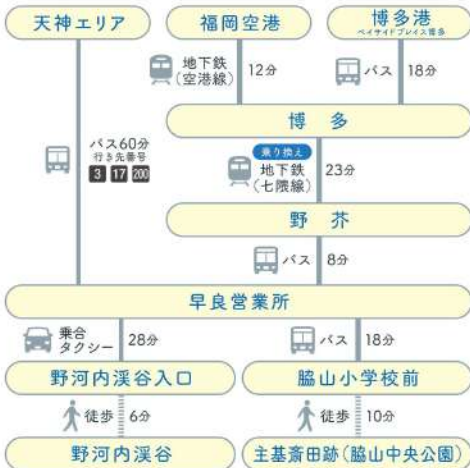 天神エリア
福岡空港
博多港
ベイサイドプレイス博多
地下鉄
(空港線)
12分
バス
18分
博多
バス60分
行き先番号
3 17 200
乗り換え
地下鉄
(七隈線)
23分
野芥
バス
8分
早良営業所
乗合
タクシー
28分
バス
18分
野河内渓谷入口
脇山小学校前
徒歩
6分
徒歩
10分
野河内渓谷
主基斎田跡(脇山中央公園)